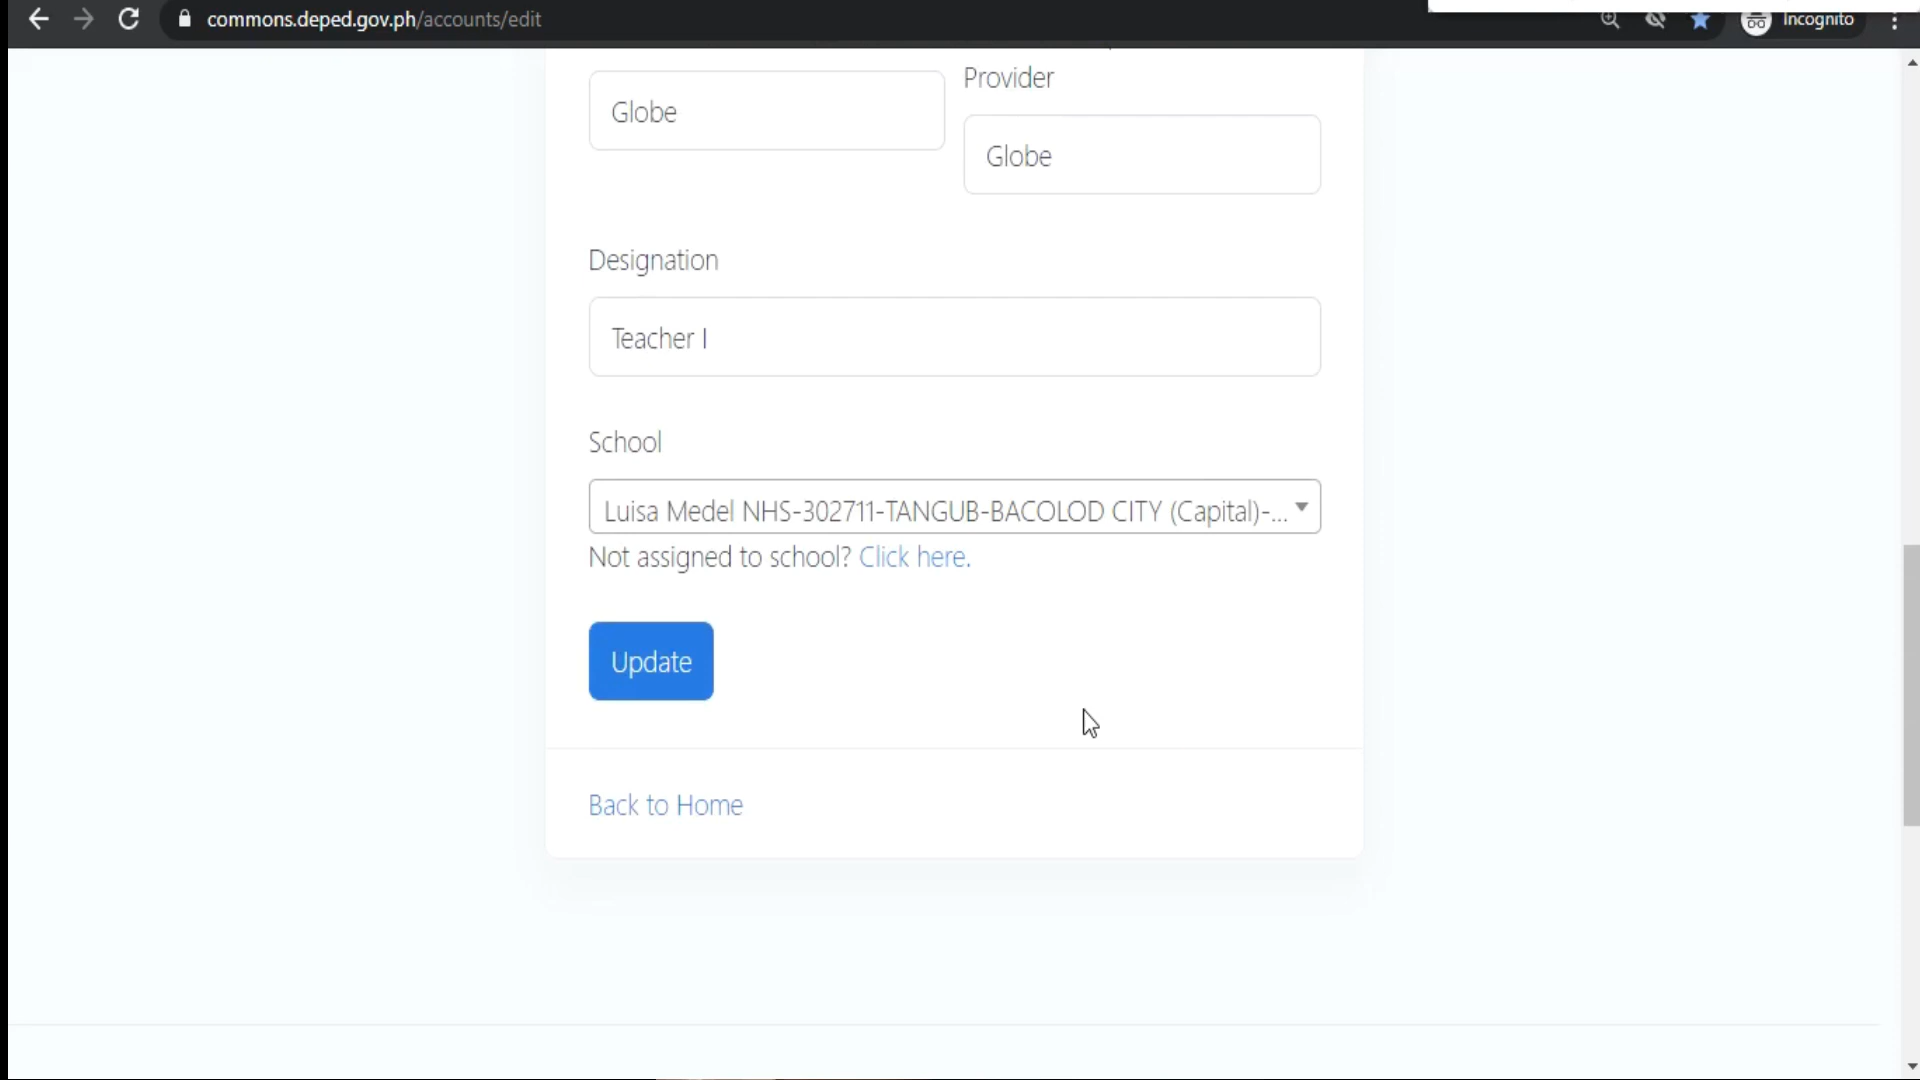 commons.deped.gov.ph/accounts/edit
Incognito
Provider
Globe
Globe
Designation
Teacher I
School
Luisa Medel NHS-302711-TANGUB-BACOLOD CITY (Capital)-...
Not assigned to school? Click here.
Update
Back to Home